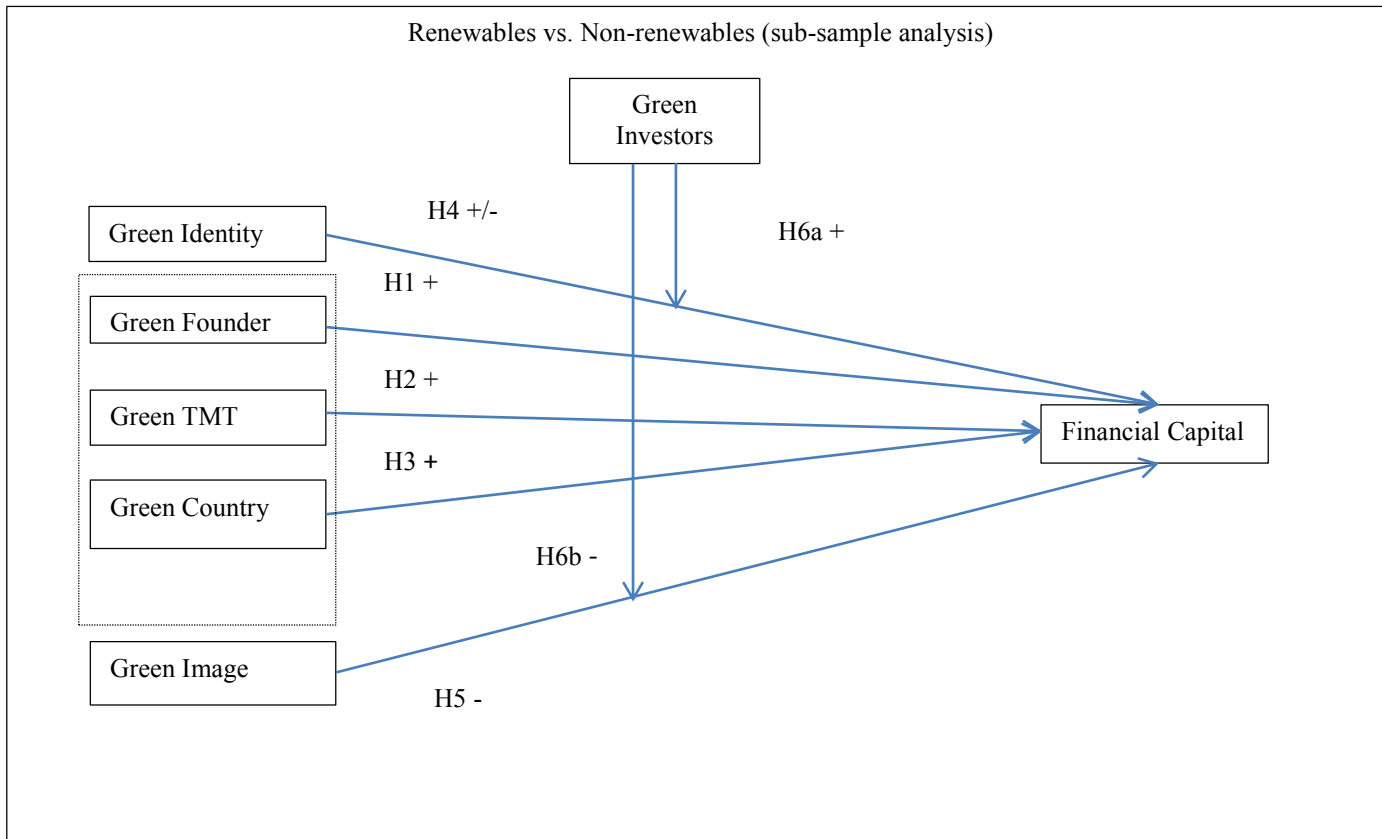 Renewables vs. Non-renewables (sub-sample analysis)
Green
Investors
H4 +/-
H6a +
Green Identity
H1 +
Green Founder
H2 +
Green TMT
Financial Capital
H3 +
Green Country
H6b -
Green Image
H5 -